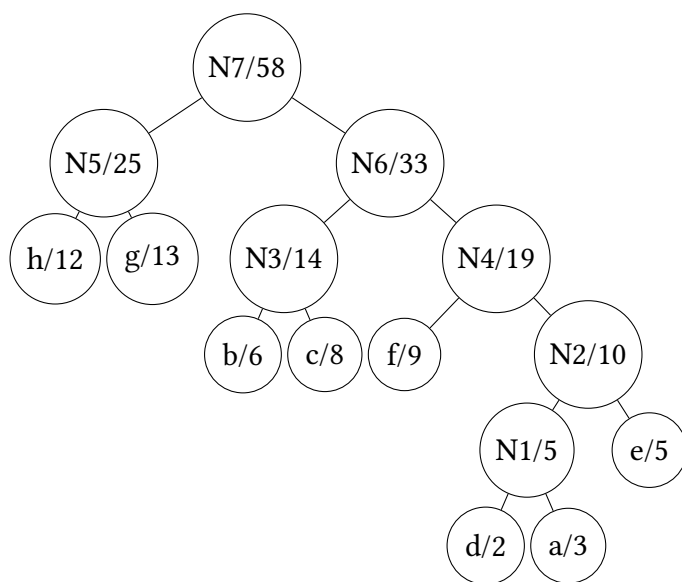 N7/58
N5/25
N6/33
h/12
g/13
N3/14
N4/19
b/6
c/8
f/9
N2/10
N1/5
e/5
d/2
a/3